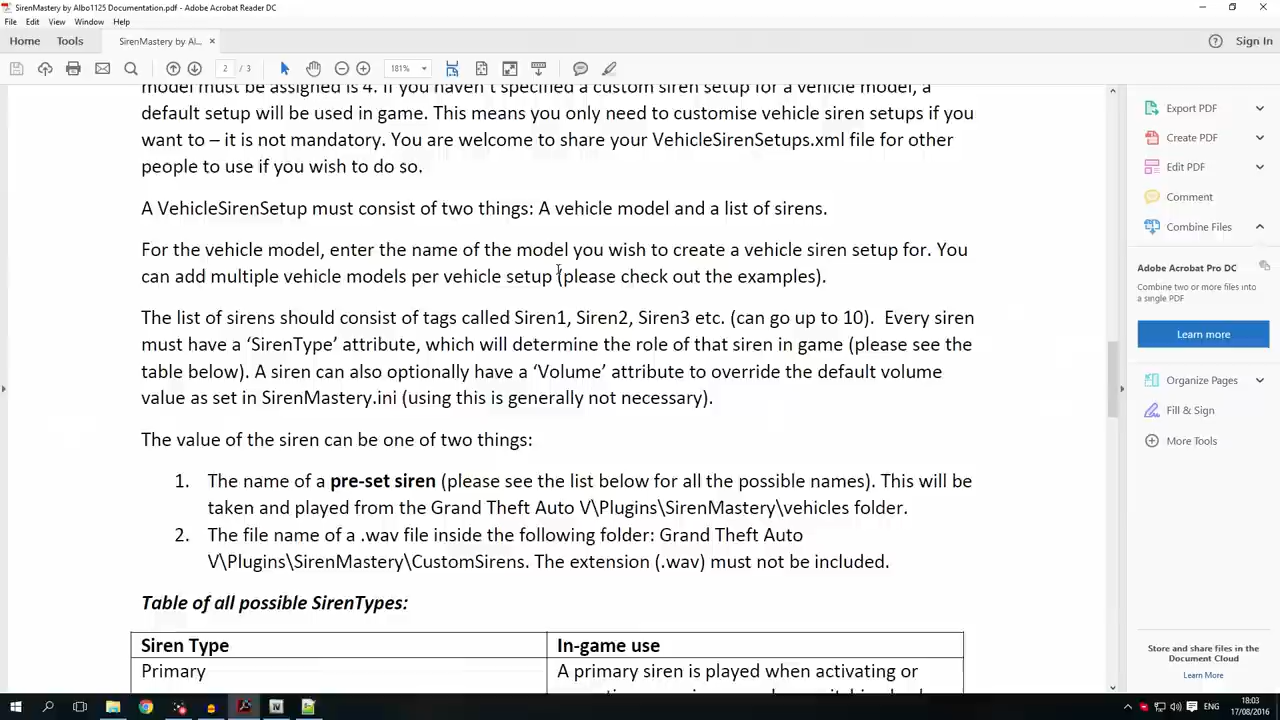 SirenMastery by Albo1125 Documentation.pdf - Adobe Acrobat Reader DC
File Edit View Window Help
Home Tools SirenMastery by Al... × Sign In
2 / 3 181%
model must be assigned is 4. If you haven't specified a custom siren setup for a vehicle model, a
default setup will be used in game. This means you only need to customise vehicle siren setups if you
want to – it is not mandatory. You are welcome to share your VehicleSirenSetups.xml file for other
people to use if you wish to do so.
A VehicleSirenSetup must consist of two things: A vehicle model and a list of sirens.
For the vehicle model, enter the name of the model you wish to create a vehicle siren setup for. You
can add multiple vehicle models per vehicle setup (please check out the examples).
The list of sirens should consist of tags called Siren1, Siren2, Siren3 etc. (can go up to 10).  Every siren
must have a ‘SirenType’ attribute, which will determine the role of that siren in game (please see the
table below). A siren can also optionally have a ‘Volume’ attribute to override the default volume
value as set in SirenMastery.ini (using this is generally not necessary).
The value of the siren can be one of two things:
1. The name of a pre-set siren (please see the list below for all the possible names). This will be
taken and played from the Grand Theft Auto V\Plugins\SirenMastery\vehicles folder.
2. The file name of a .wav file inside the following folder: Grand Theft Auto
V\Plugins\SirenMastery\CustomSirens. The extension (.wav) must not be included.
Table of all possible SirenTypes:
Siren Type In-game use
Primary A primary siren is played when activating or
Export PDF
Create PDF
Edit PDF
Comment
Combine Files
Adobe Acrobat Pro DC
Combine two or more files into
a single PDF
Learn more
Organize Pages
Fill & Sign
More Tools
Store and share files in the
Document Cloud
Learn More
ENG
18:03
17/08/2016